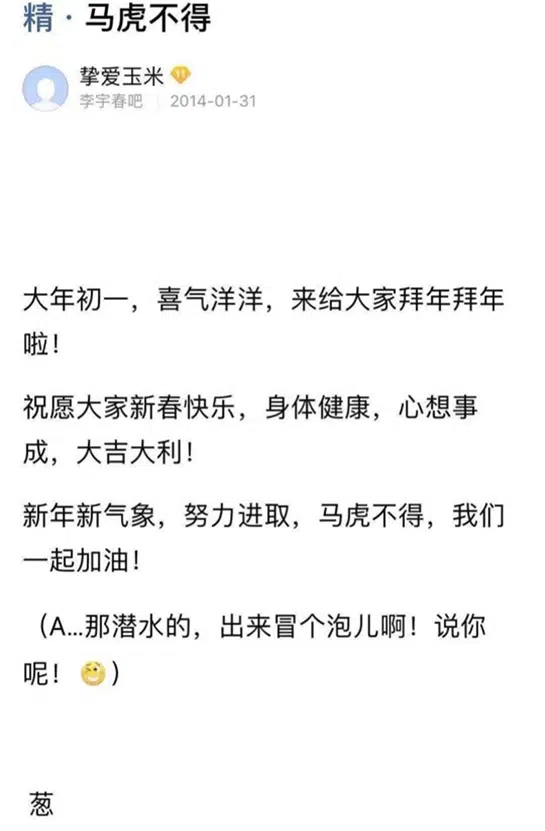 精·马虎不得
挚爱玉米 11
李宇春吧 2014-01-31
大年初一，喜气洋洋，来给大家拜年拜年
啦！
祝愿大家新春快乐，身体健康，心想事
成，大吉大利！
新年新气象，努力进取，马虎不得，我们
一起加油！
（A...那潜水的，出来冒个泡儿啊！说你
呢！😁）
葱